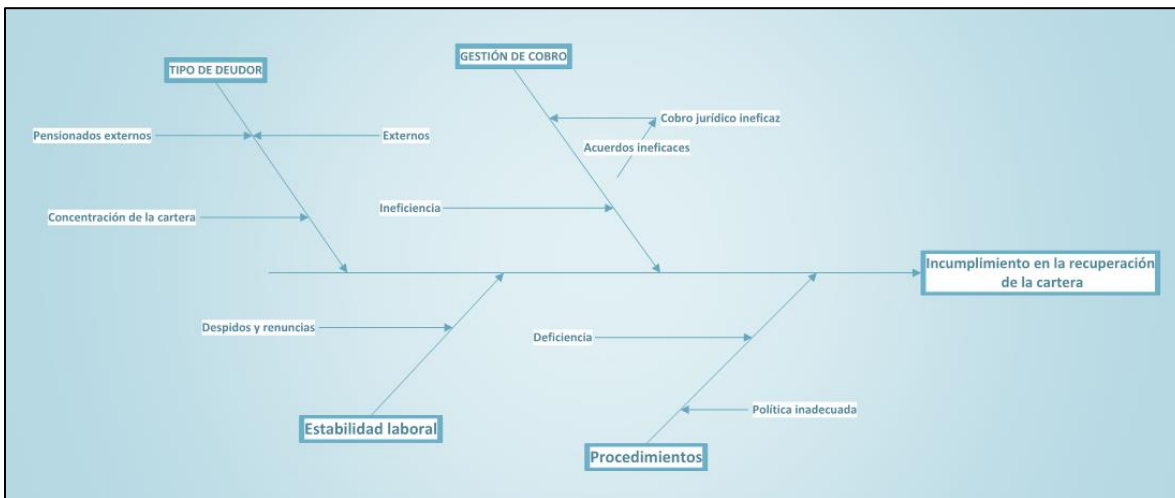 GESTIÓN DE COBRO
TIPO DE DEUDOR
Cobro jurídico ineficaz
Pensionados externos
Externos
Acuerdos ineficaces
Ineficiencia
Concentración de la cartera
Incumplimiento en la recuperación
de la cartera
Despidos y renuncias
Deficiencia
Política inadecuada
Estabilidad laboral
Procedimientos